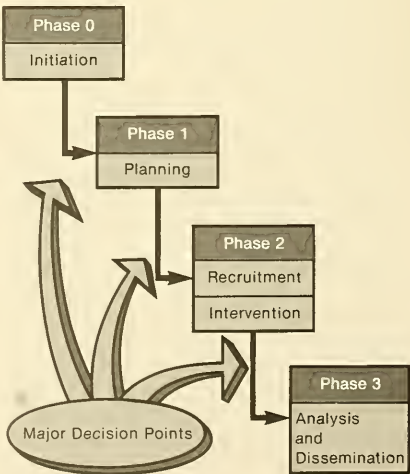 Phase 0
Initiation
Phase 1
Planning
Phase 2
Recruitment
Intervention
Phase 3
Analysis
and
Dissemination
Major Decision Points